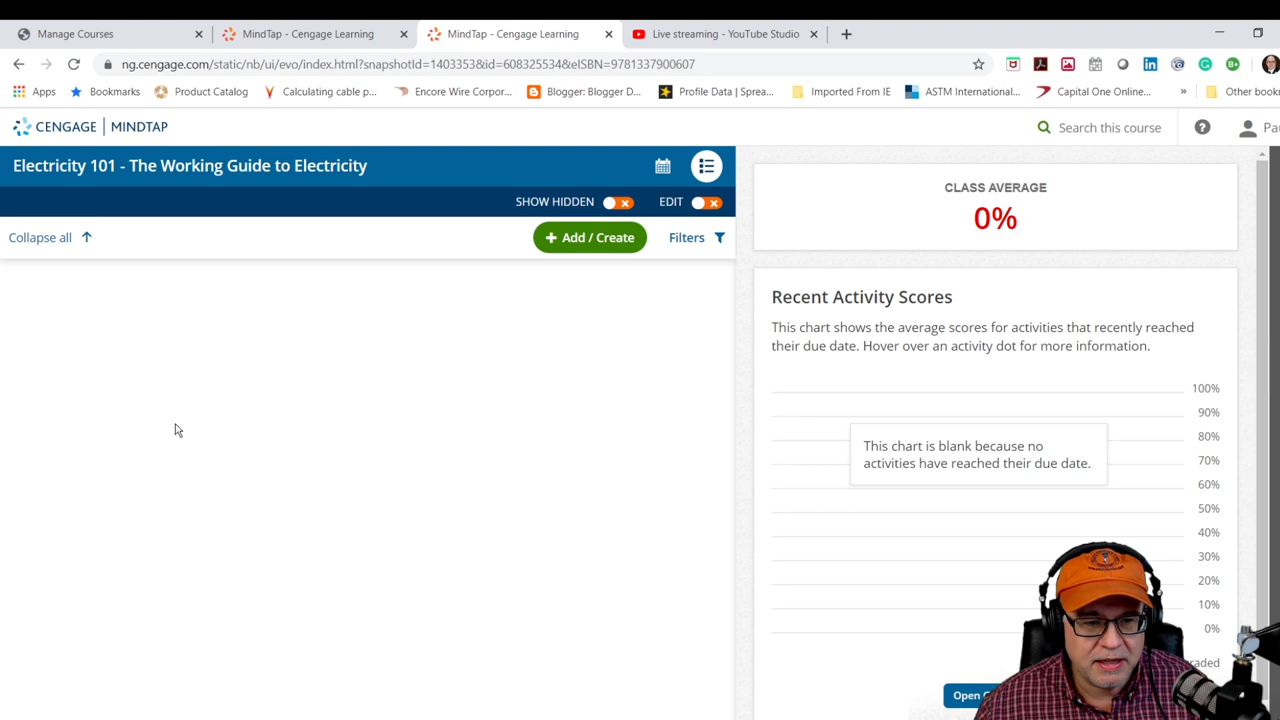 Manage Courses
MindTap - Cengage Learning
MindTap - Cengage Learning
Live streaming - YouTube Studio
ng.cengage.com/static/nb/ui/evo/index.html?snapshotId=1403353&id=608325534&eISBN=9781337900607
Apps
Bookmarks
Product Catalog
Calculating cable p...
Encore Wire Corpor...
Blogger: Blogger D...
Profile Data | Sprea...
Imported From IE
ASTM International...
Capital One Online...
»
Other bookr
CENGAGE | MINDTAP
Search this course
Pau
Electricity 101 - The Working Guide to Electricity
SHOW HIDDEN
EDIT
Collapse all
+ Add / Create
Filters
CLASS AVERAGE
0%
Recent Activity Scores
This chart shows the average scores for activities that recently reached
their due date. Hover over an activity dot for more information.
100%
90%
80%
70%
60%
50%
40%
30%
20%
10%
0%
This chart is blank because no
activities have reached their due date.
raded
Open